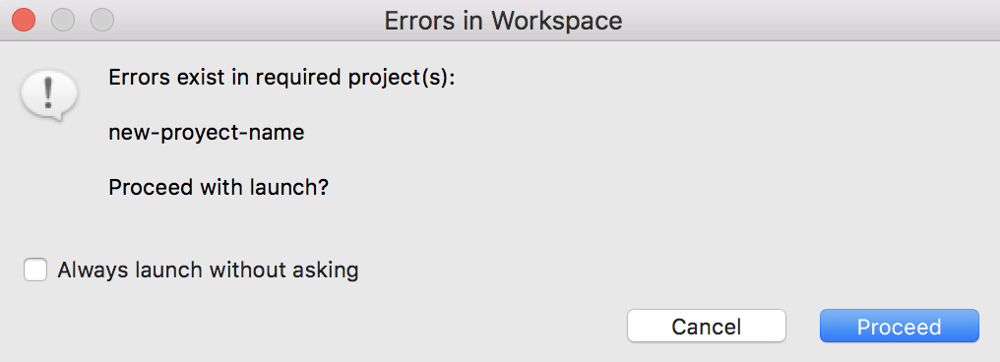 Errors in Workspace
Errors exist in required project(s):
new-proyect-name
Proceed with launch?
Always launch without asking
Cancel
Proceed